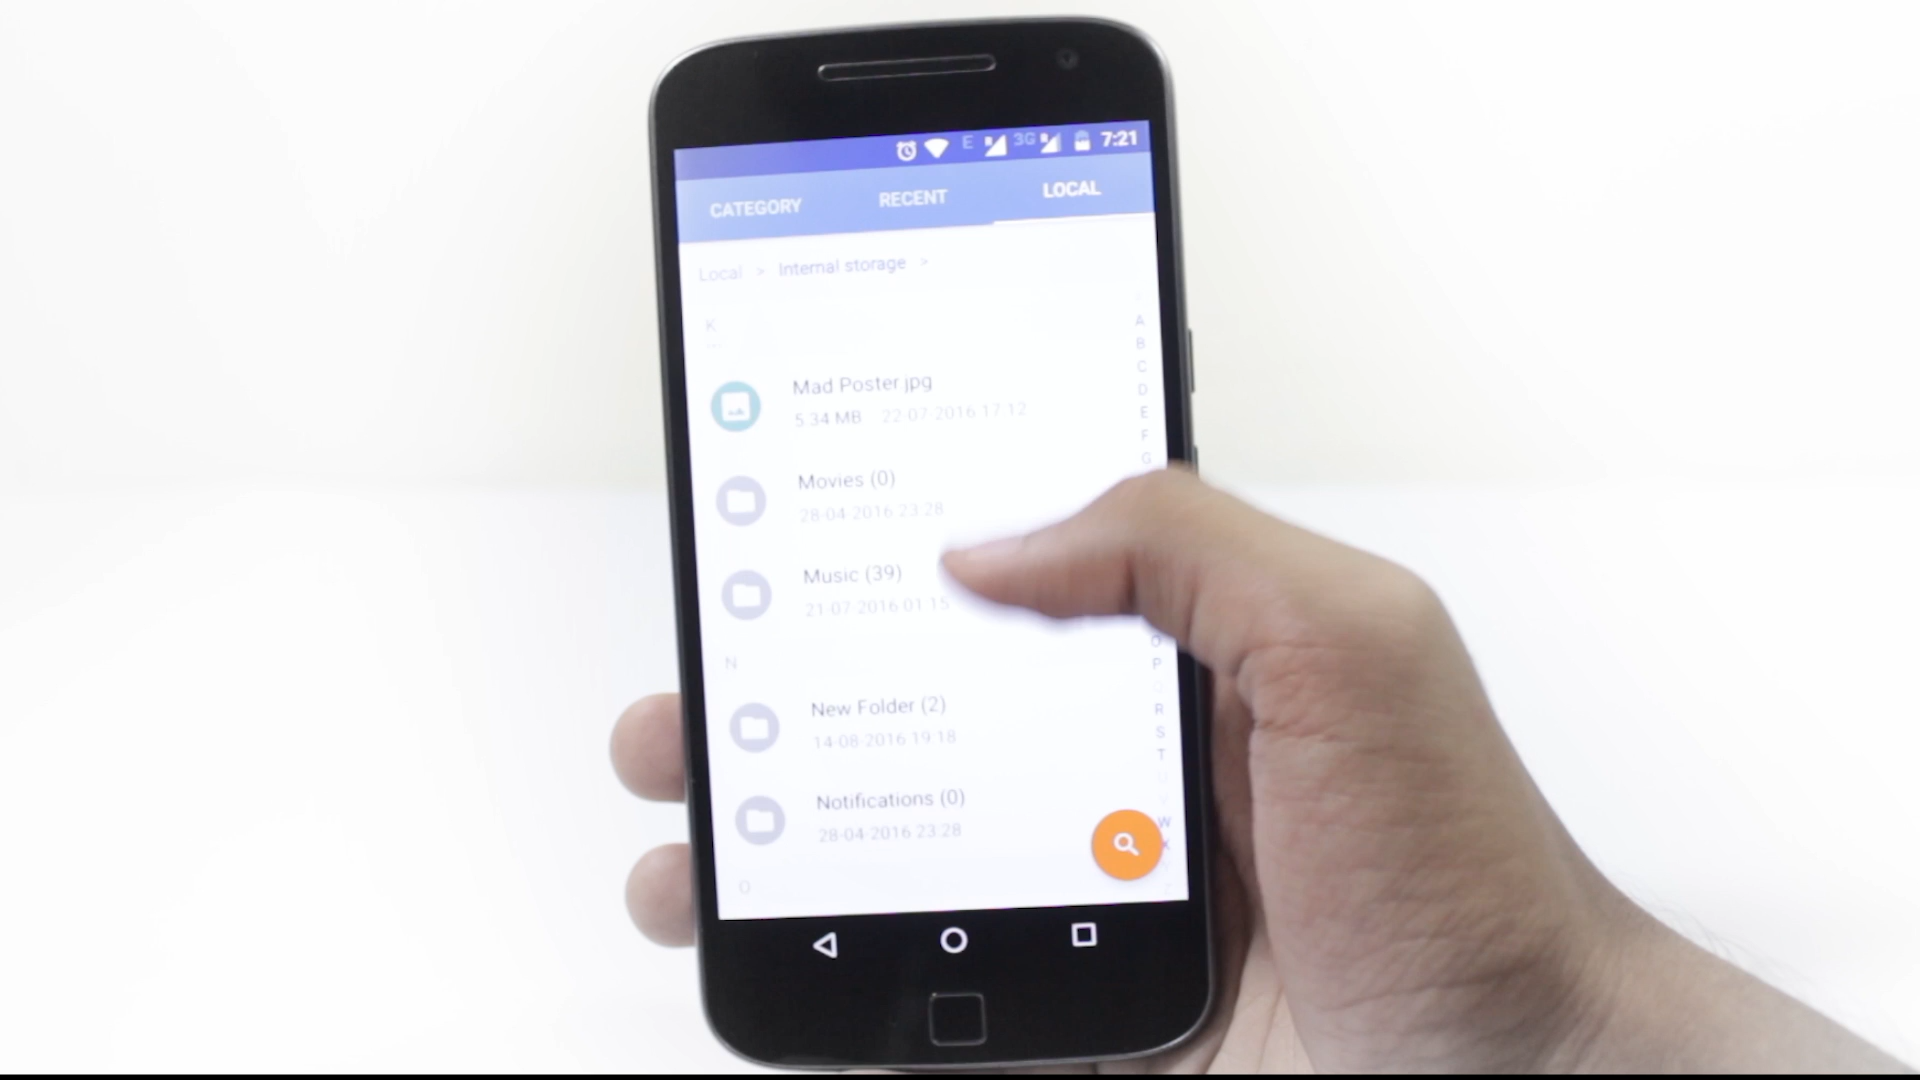 E 3G 7:21
CATEGORY RECENT LOCAL
Local > Internal storage >
K
Mad Poster.jpg
5.34 MB 22-07-2016 17:12
Movies (0)
28-04-2016 23:28
Music (39)
21-07-2016 01:15
N
New Folder (2)
14-08-2016 19:18
Notifications (0)
28-04-2016 23:28
O
A
B
C
D
E
F
G
O
P
Q
R
S
T
U
V
W
X
Z